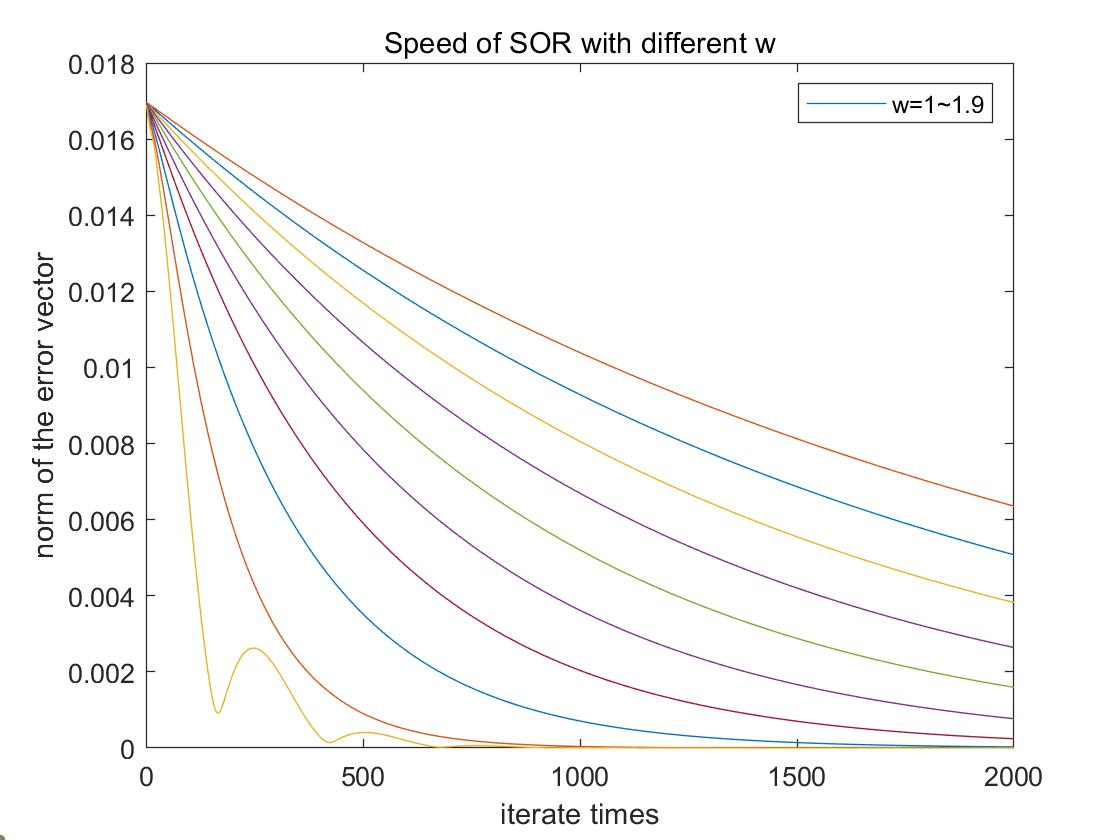 Speed of SOR with different w
w=1~1.9
norm of the error vector
0.018
0.016
0.014
0.012
0.01
0.008
0.006
0.004
0.002
0
0 500 1000 1500 2000
iterate times